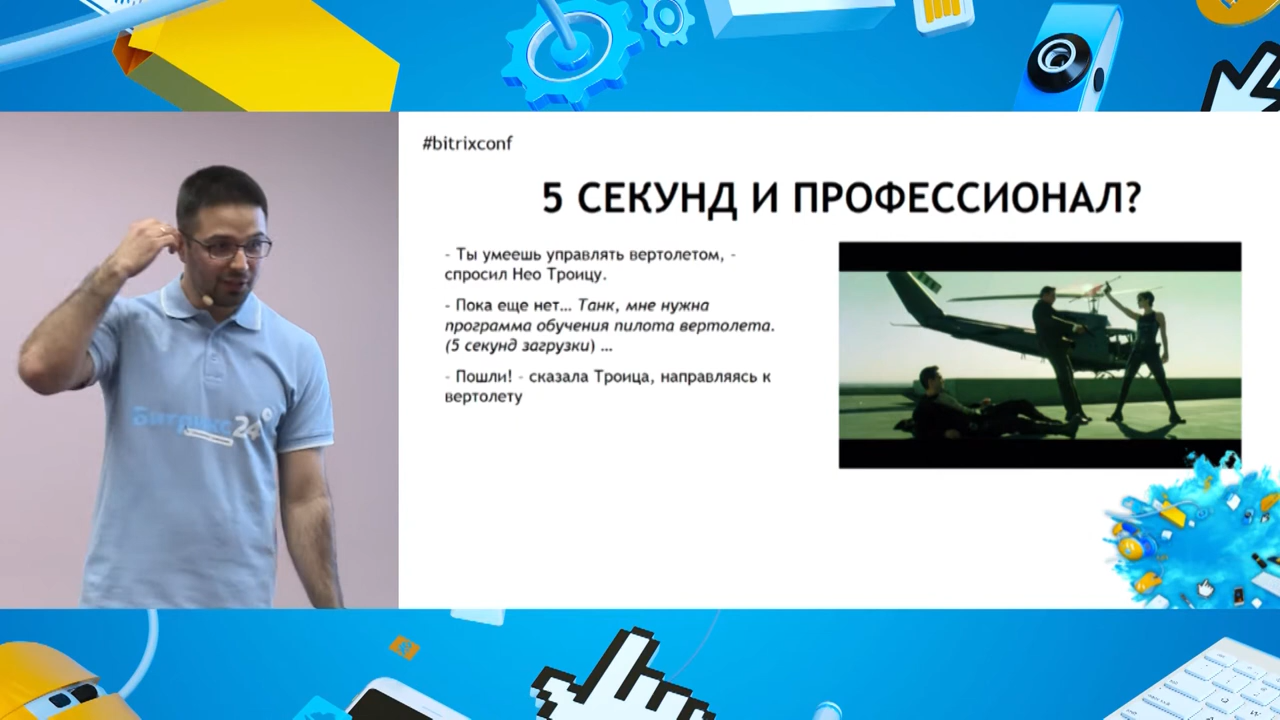 #bitrixconf
5 СЕКУНД И ПРОФЕССИОНАЛ?
- Ты умеешь управлять вертолетом, -
спросил Нео Троицу.
- Пока еще нет... Танк, мне нужна
программа обучения пилота вертолета.
(5 секунд загрузки) ...
- Пошли! - сказала Троица, направляясь к
вертолету
Битрикс24